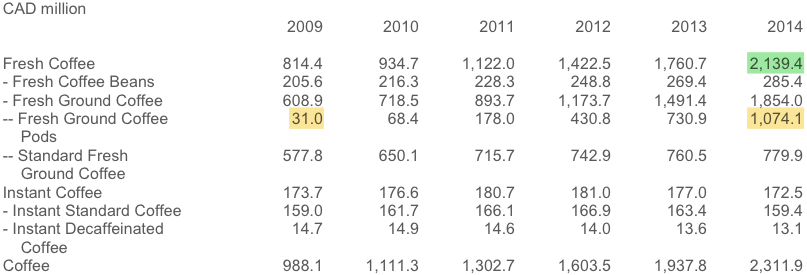 CAD million
2009 2010 2011 2012 2013 2014
Fresh Coffee 814.4 934.7 1,122.0 1,422.5 1,760.7 2,139.4
- Fresh Coffee Beans 205.6 216.3 228.3 248.8 269.4 285.4
- Fresh Ground Coffee 608.9 718.5 893.7 1,173.7 1,491.4 1,854.0
-- Fresh Ground Coffee 31.0 68.4 178.0 430.8 730.9 1,074.1
Pods
-- Standard Fresh 577.8 650.1 715.7 742.9 760.5 779.9
Ground Coffee
Instant Coffee 173.7 176.6 180.7 181.0 177.0 172.5
- Instant Standard Coffee 159.0 161.7 166.1 166.9 163.4 159.4
- Instant Decaffeinated 14.7 14.9 14.6 14.0 13.6 13.1
Coffee
Coffee 988.1 1,111.3 1,302.7 1,603.5 1,937.8 2,311.9